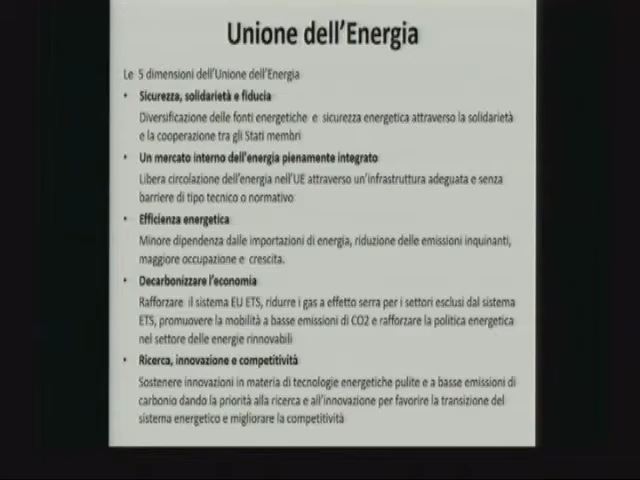 Unione dell'Energia
Le 5 dimensioni dell'Unione dell'Energia
• Sicurezza, solidarietà e fiducia
Diversificazione delle fonti energetiche e sicurezza energetica attraverso la solidarietà
e la cooperazione tra gli Stati membri
• Un mercato interno dell'energia pienamente integrato
Libera circolazione dell'energia nell'UE attraverso un'infrastruttura adeguata e senza
barriere di tipo tecnico o normativo
• Efficienza energetica
Minore dipendenza dalle importazioni di energia, riduzione delle emissioni inquinanti,
maggiore occupazione e crescita.
• Decarbonizzare l'economia
Rafforzare il sistema EU ETS, ridurre i gas a effetto serra per i settori esclusi dal sistema
ETS, promuovere la mobilità a basse emissioni di CO2 e rafforzare la politica energetica
nel settore delle energie rinnovabili
• Ricerca, innovazione e competitività
Sostenere innovazioni in materia di tecnologie energetiche pulite e a basse emissioni di
carbonio dando la priorità alla ricerca e all'innovazione per favorire la transizione del
sistema energetico e migliorare la competitività